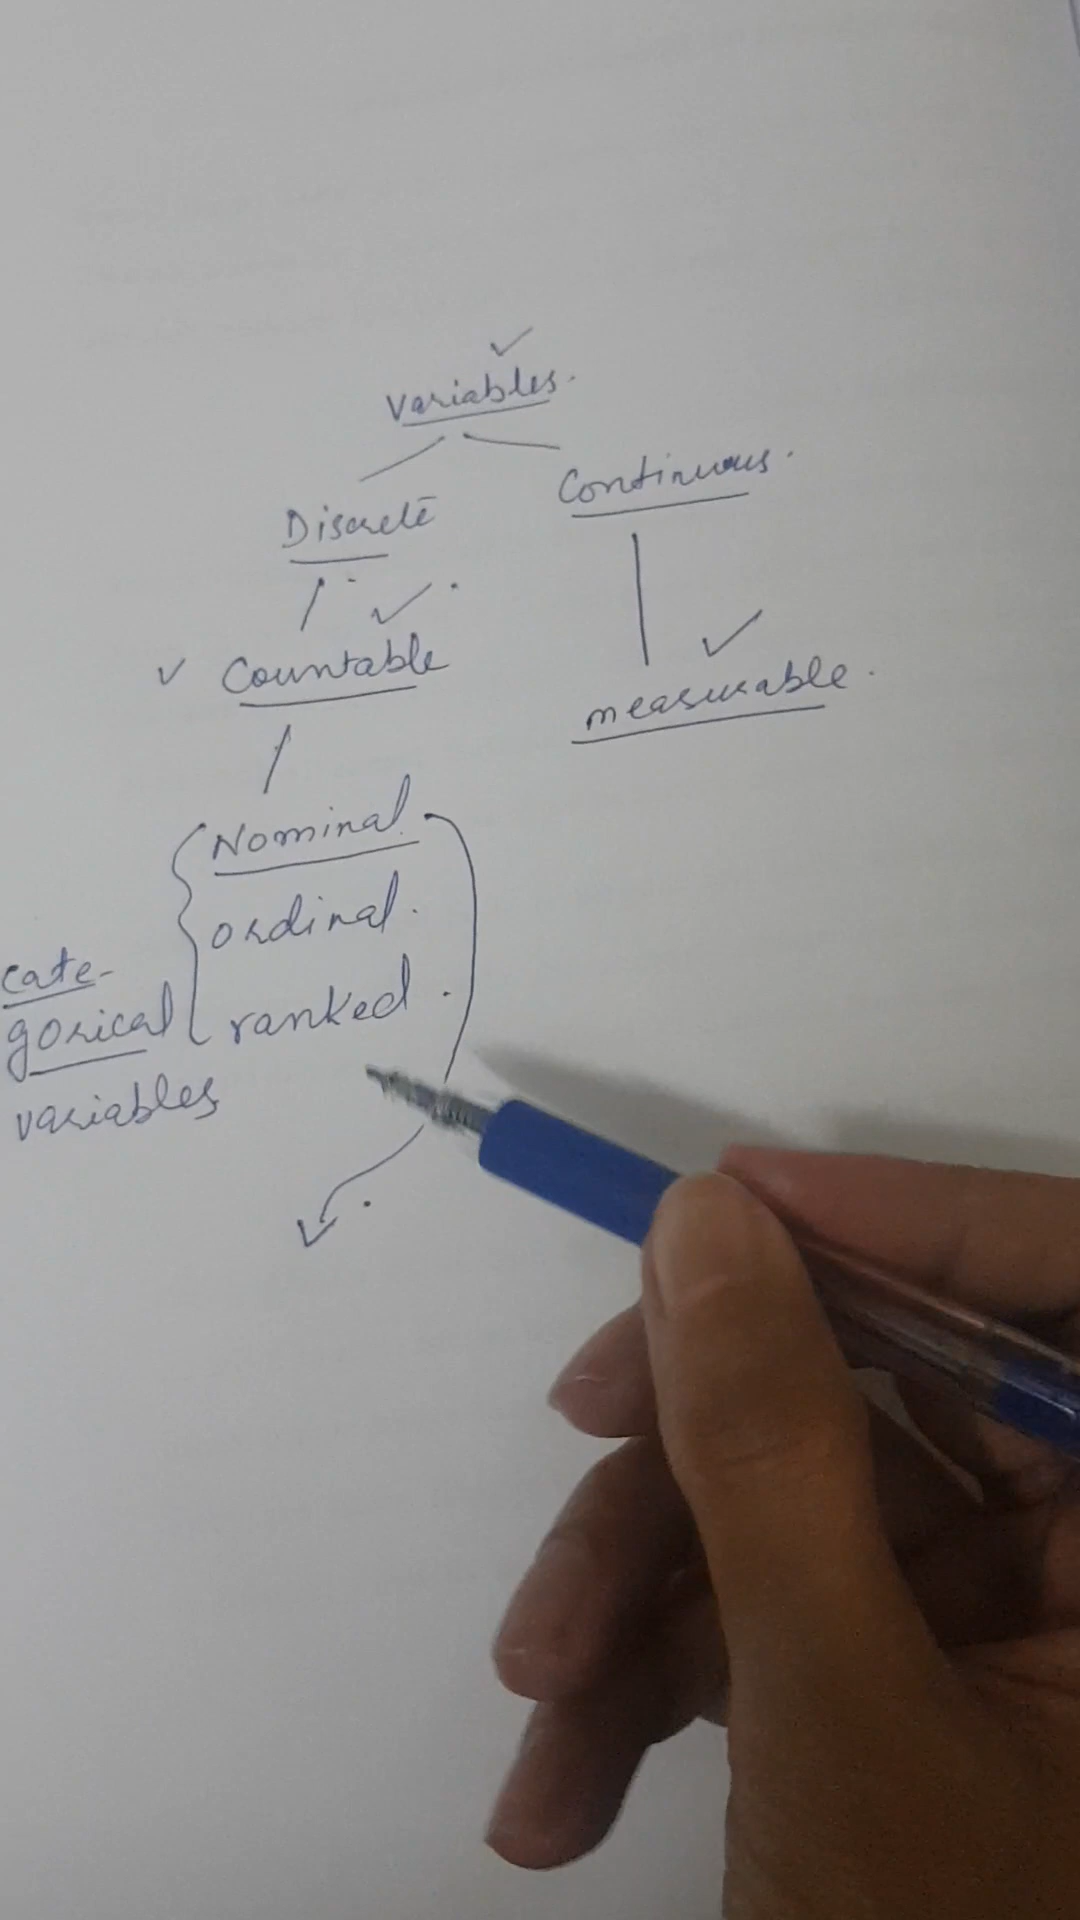 Variables.
Discrete
Continuous.
Countable
measurable.
Nominal.
ordinal.
ranked.
cate-
gorical
variables